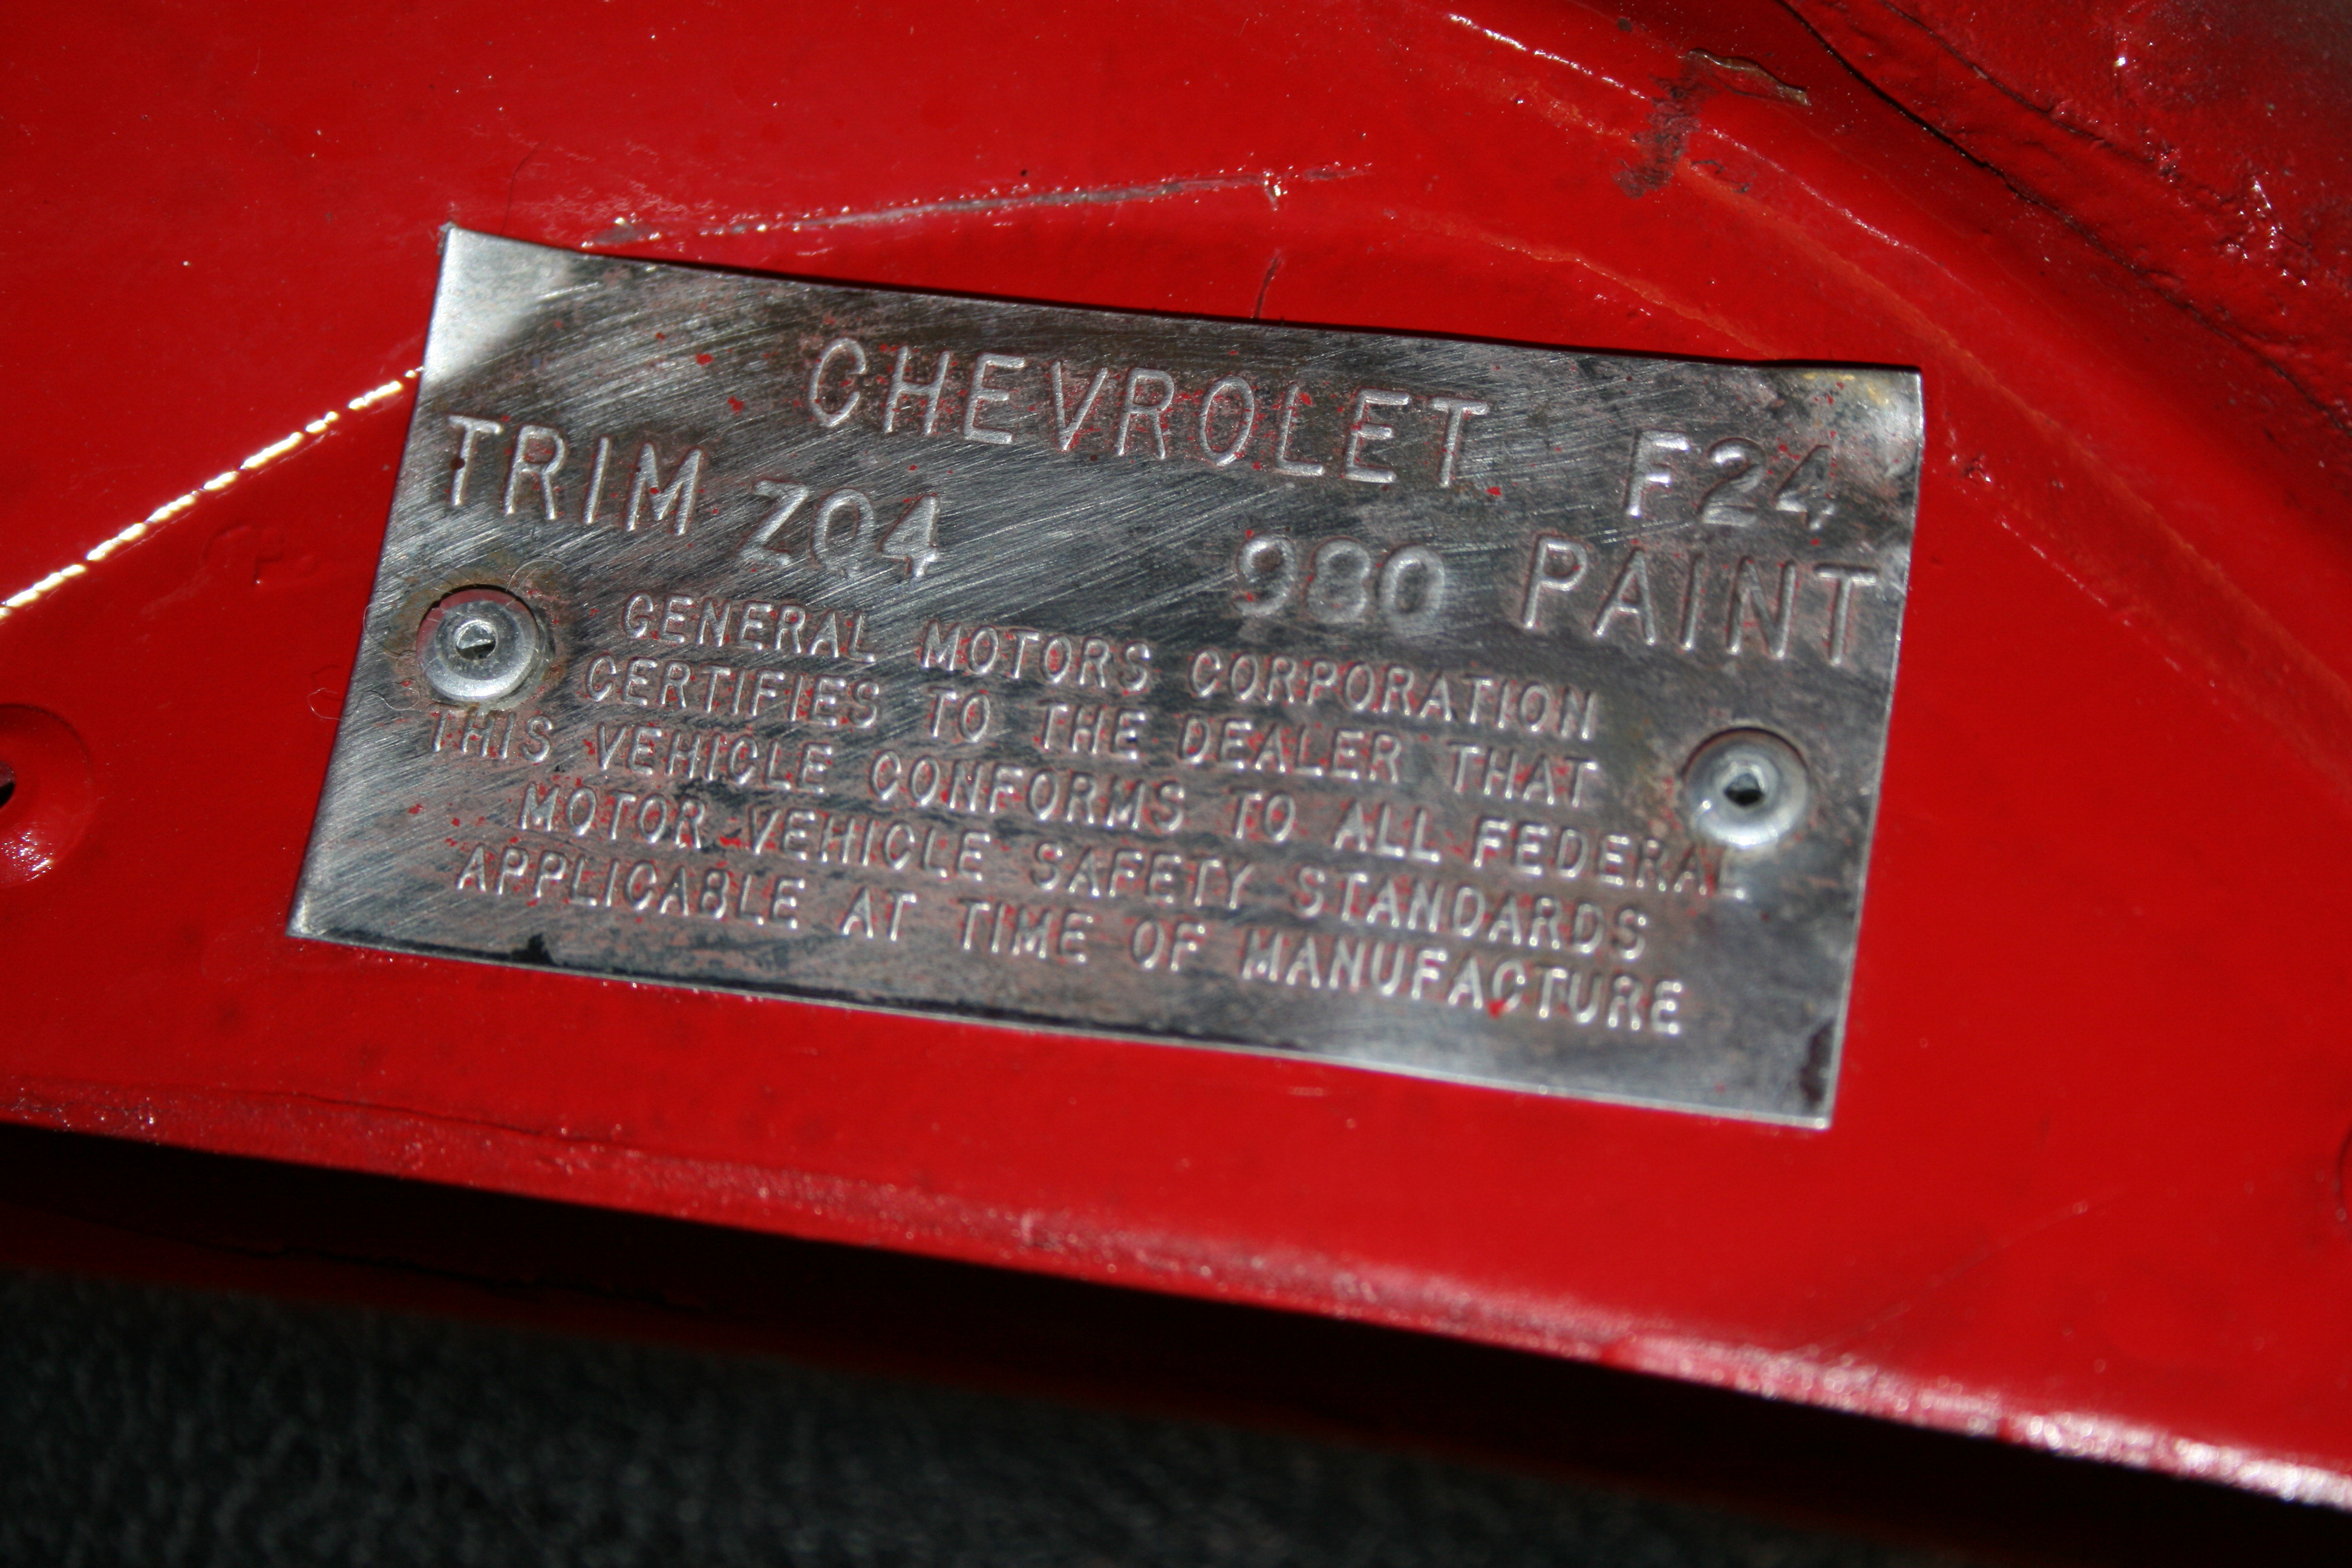 CHEVROLET F24
TRIM ZQ4 980 PAINT
GENERAL MOTORS CORPORATION
CERTIFIES TO THE DEALER THAT
THIS VEHICLE CONFORMS TO ALL FEDERAL
MOTOR VEHICLE SAFETY STANDARDS
APPLICABLE AT TIME OF MANUFACTURE